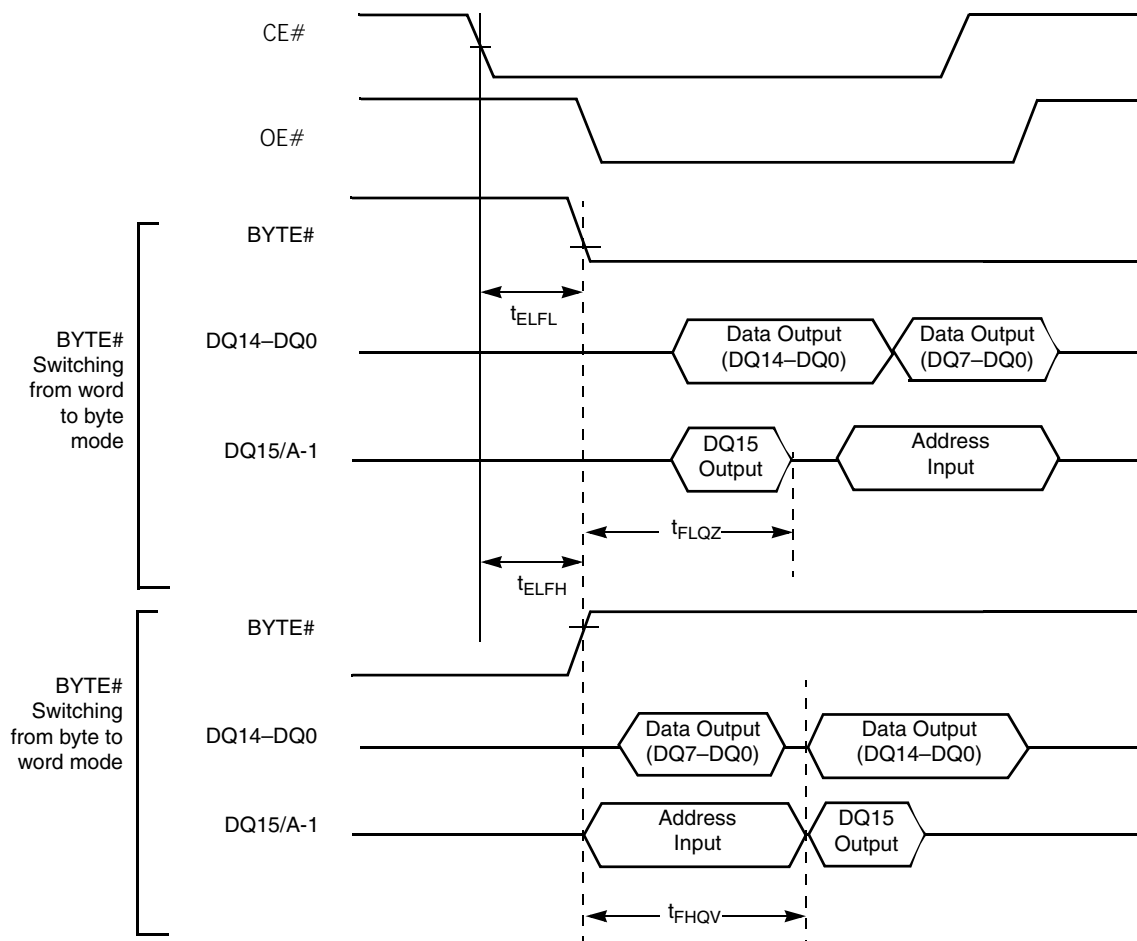 CE#
OE#
BYTE#
tELFL
BYTE#
Switching
from word
to byte
mode
DQ14–DQ0
Data Output
(DQ14–DQ0)
Data Output
(DQ7–DQ0)
DQ15/A-1
DQ15
Output
Address
Input
tFLQZ
tELFH
BYTE#
BYTE#
Switching
from byte to
word mode
DQ14–DQ0
Data Output
(DQ7–DQ0)
Data Output
(DQ14–DQ0)
DQ15/A-1
Address
Input
DQ15
Output
tFHQV